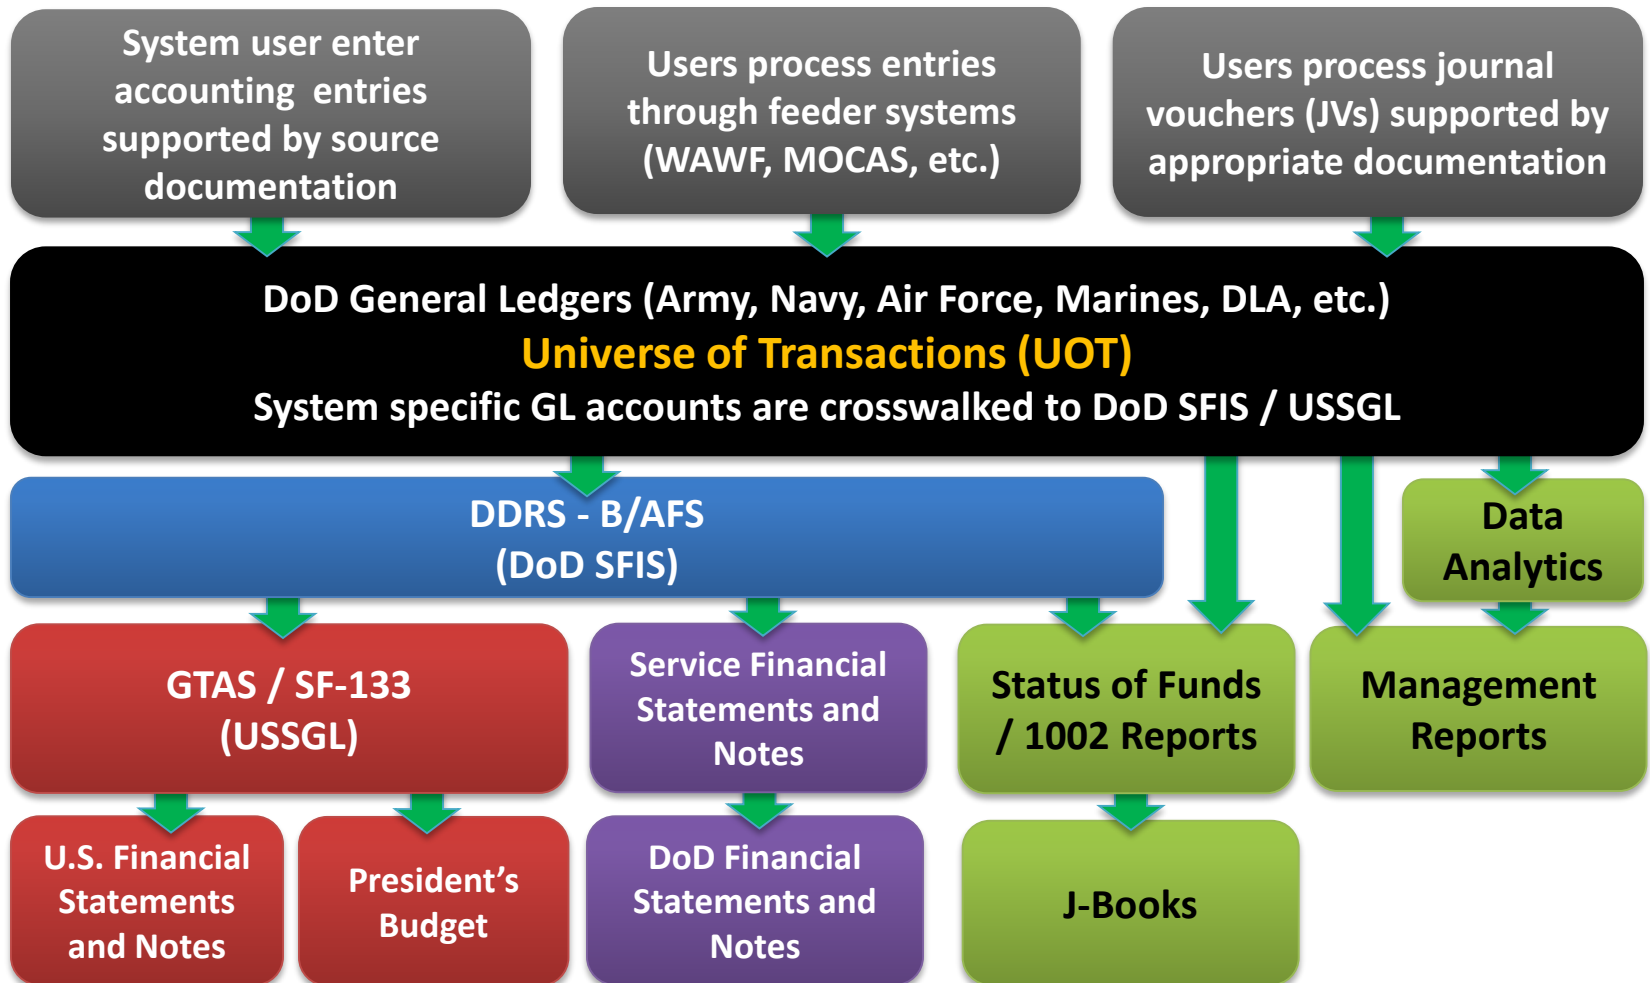 System user enter
accounting entries
supported by source
documentation
Users process entries
through feeder systems
(WAWF, MOCAS, etc.)
Users process journal
vouchers (JVs) supported by
appropriate documentation
DoD General Ledgers (Army, Navy, Air Force, Marines, DLA, etc.)
Universe of Transactions (UOT)
System specific GL accounts are crosswalked to DoD SFIS / USSGL
DDRS - B/AFS
(DoD SFIS)
Data
Analytics
GTAS / SF-133
(USSGL)
Service Financial
Statements and
Notes
Status of Funds
/ 1002 Reports
Management
Reports
U.S. Financial
Statements
and Notes
President’s
Budget
DoD Financial
Statements and
Notes
J-Books